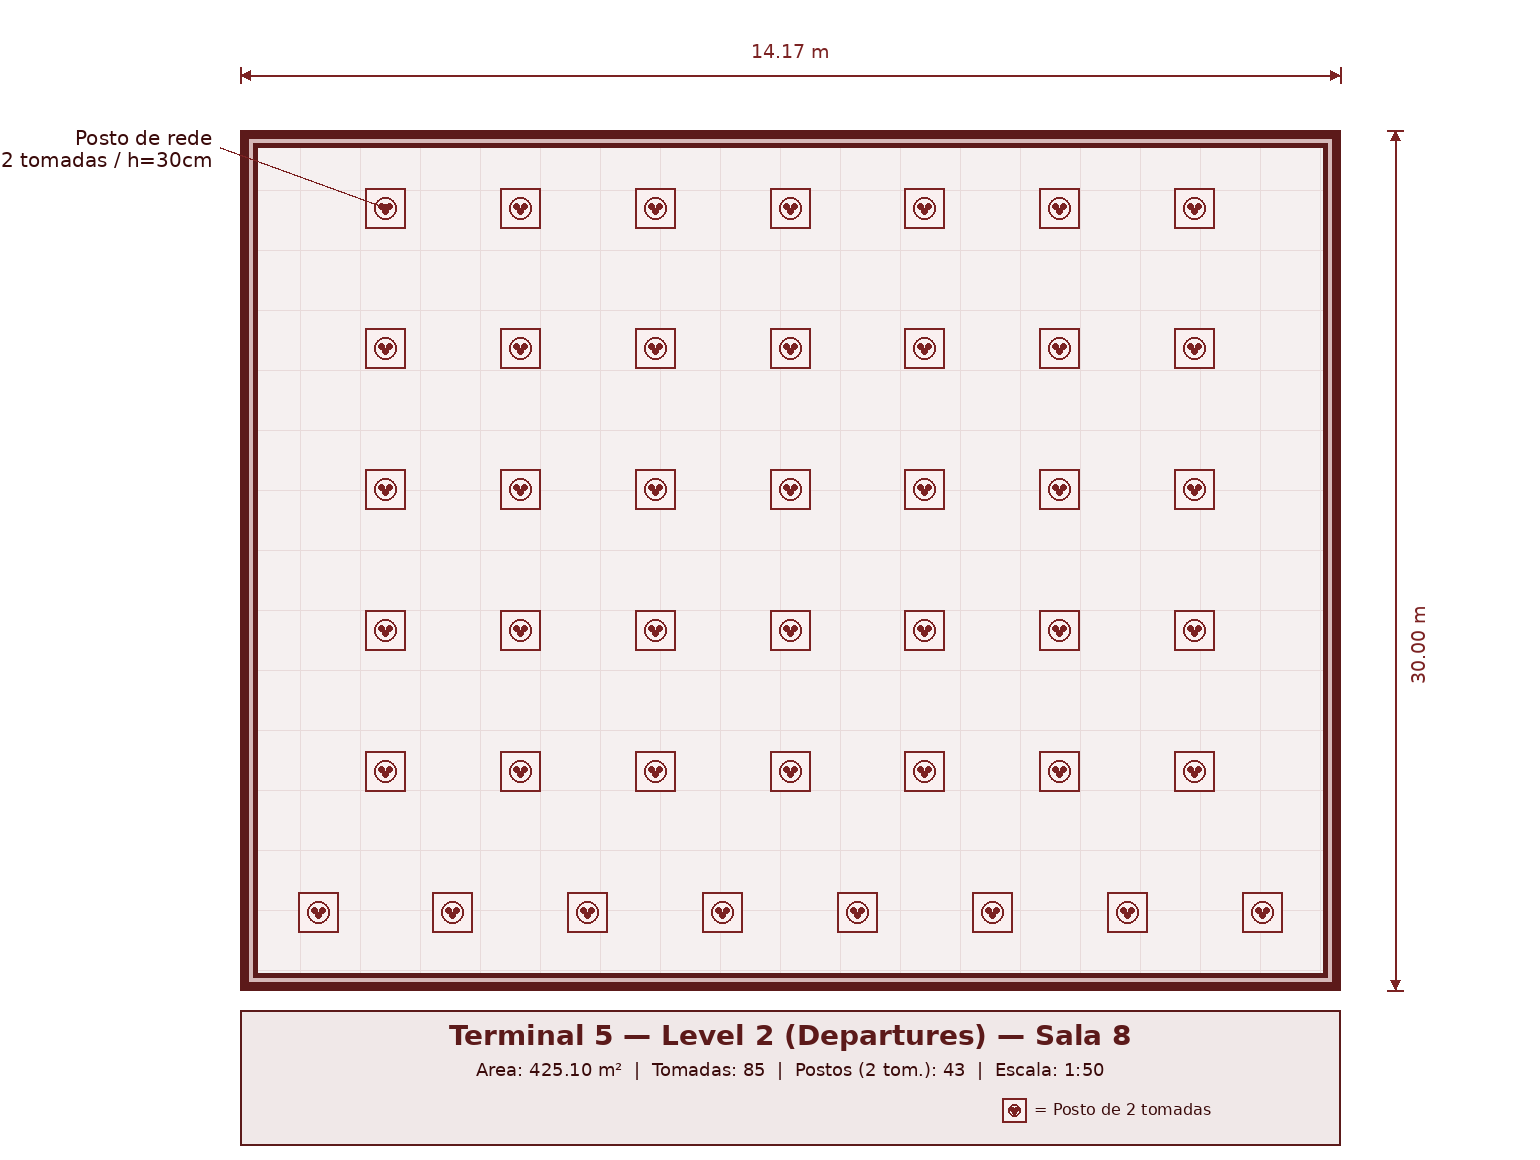 14.17 m
Posto de rede
2 tomadas / h=30cm
30.00 m
Terminal 5 — Level 2 (Departures) — Sala 8
Area: 425.10 m² | Tomadas: 85 | Postos (2 tom.): 43 | Escala: 1:50
= Posto de 2 tomadas